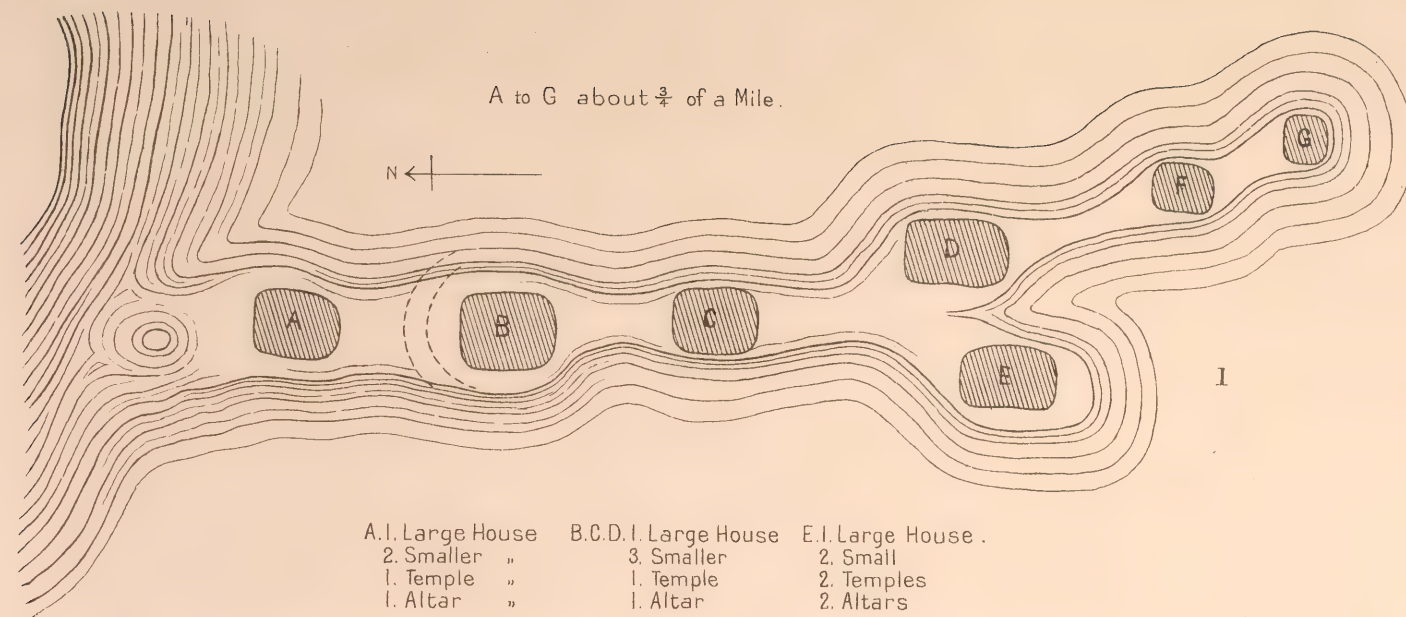 A to G about ¾ of a Mile.
N
G
F
D
A
B
C
E
1
A.1. Large House
2. Smaller „
1. Temple „
1. Altar „
B.C.D. 1. Large House
3. Smaller
1. Temple
1. Altar
E.1. Large House.
2. Small
2. Temples
2. Altars